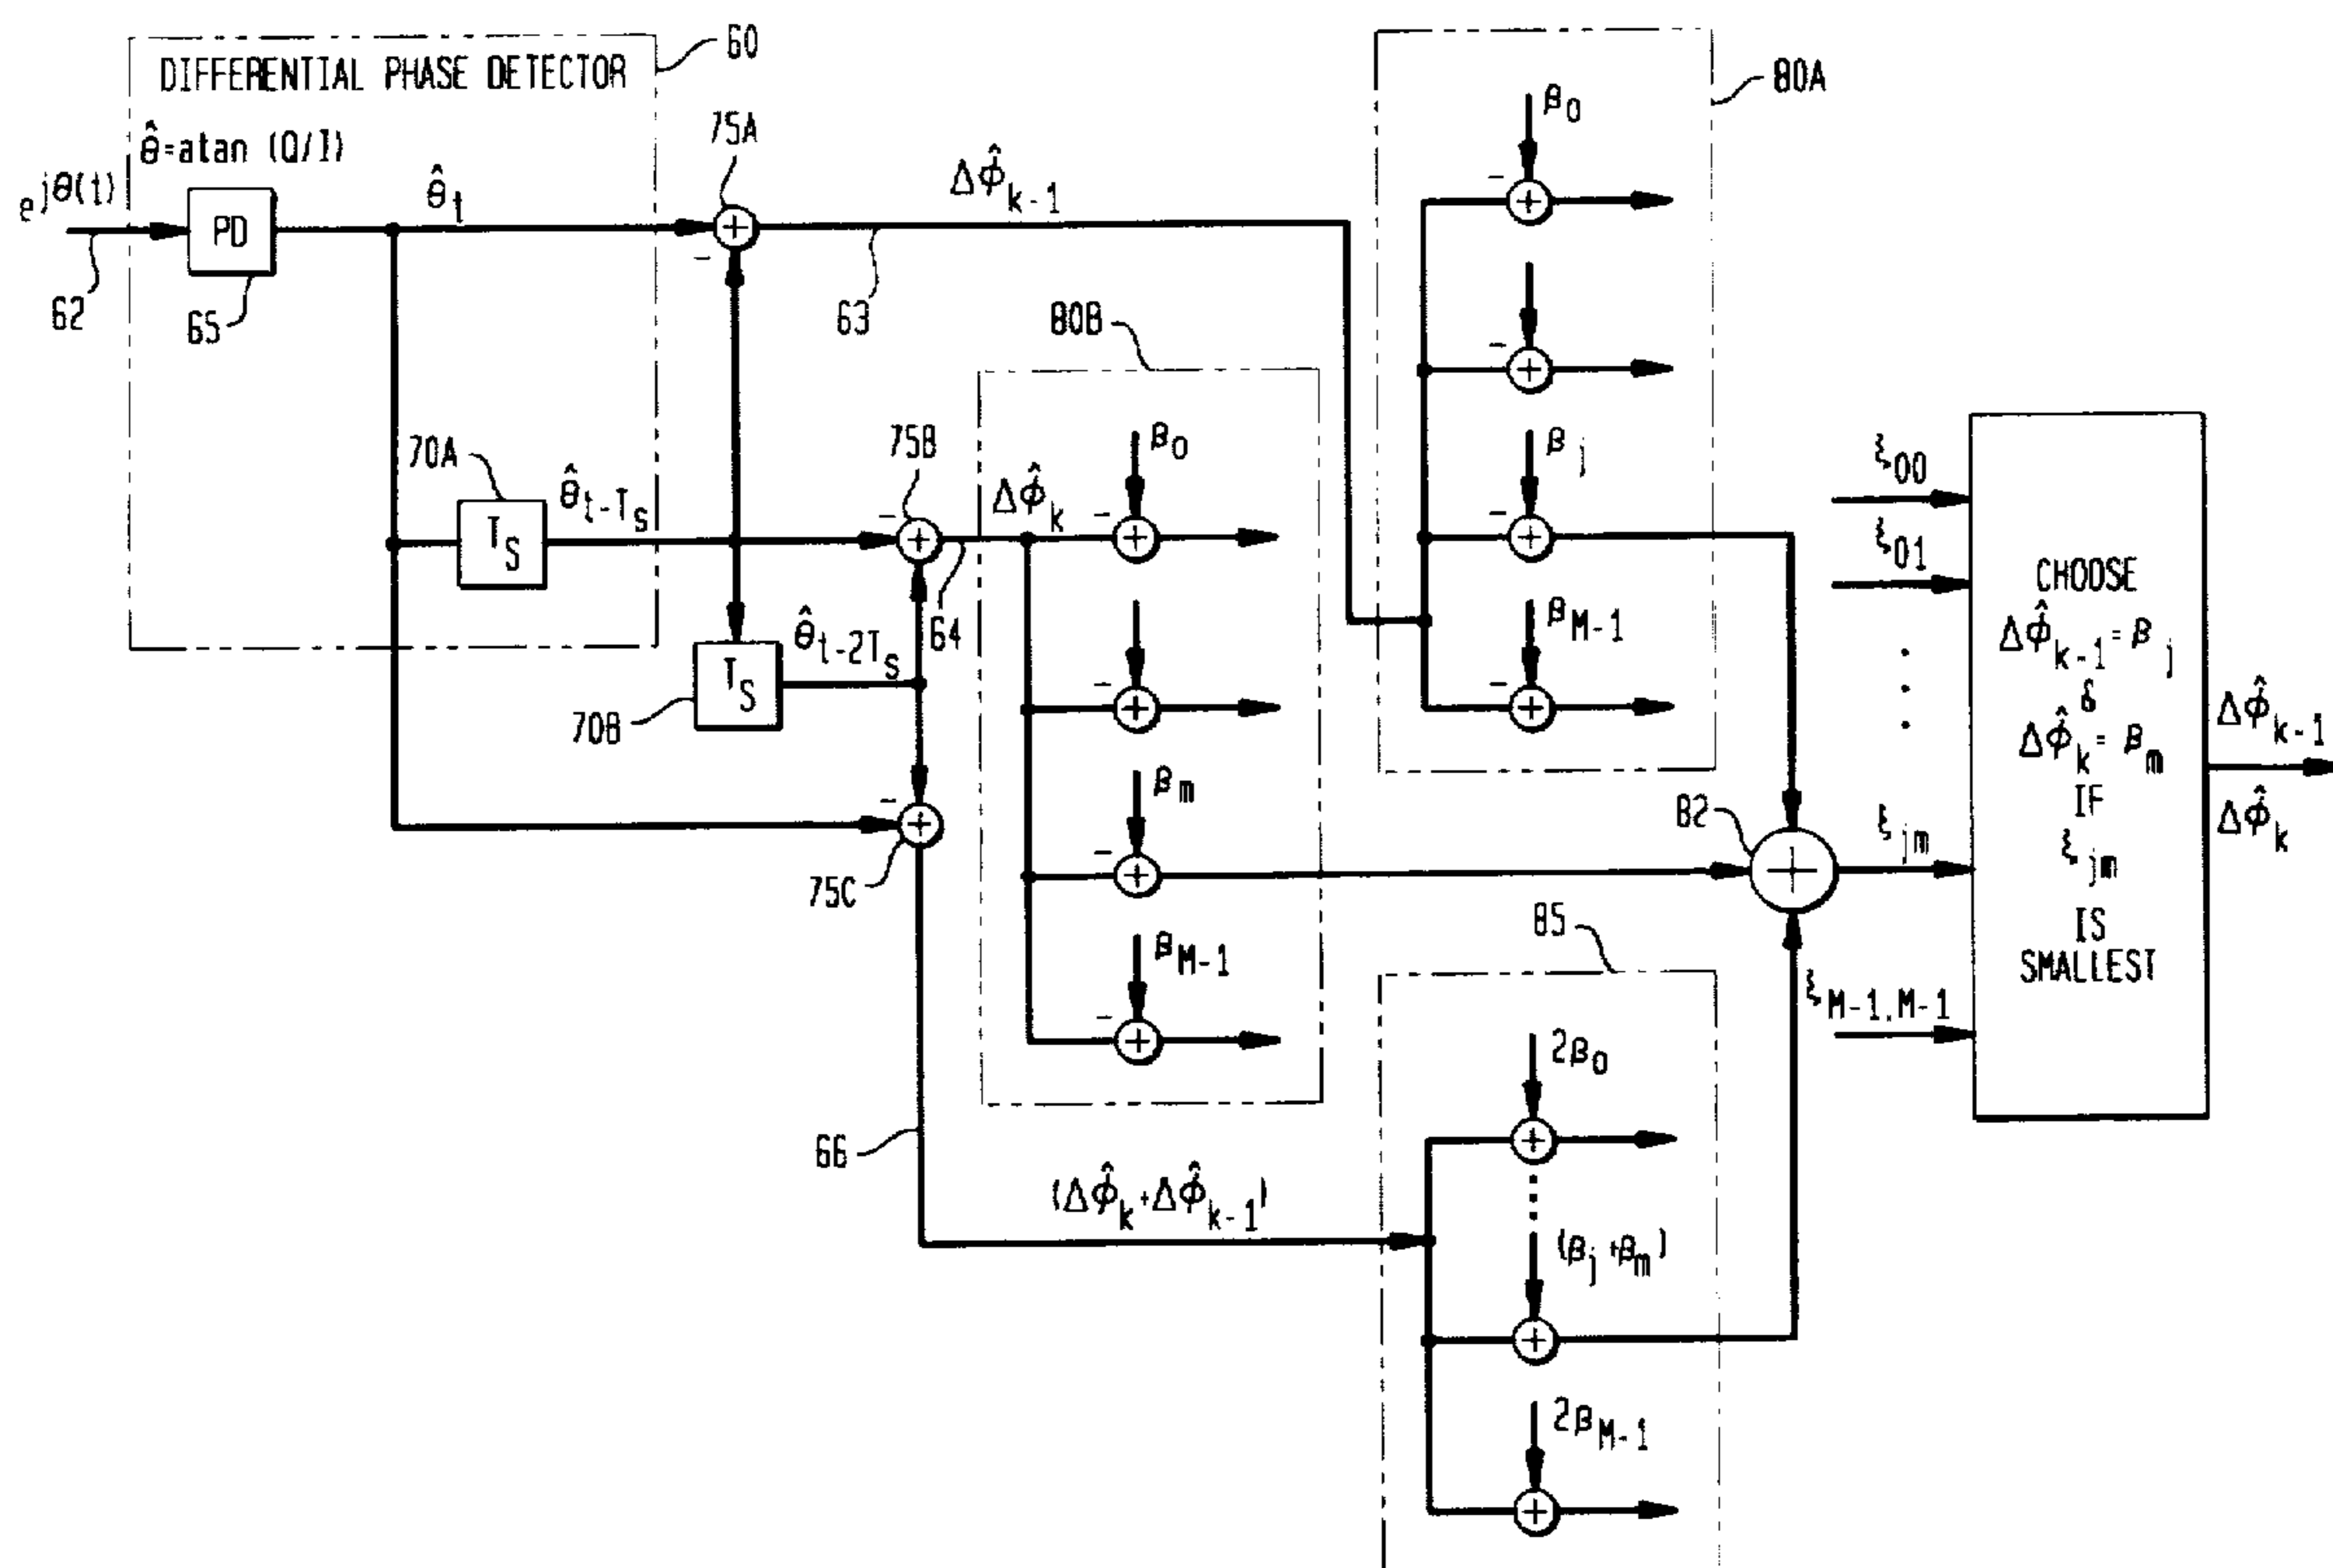 60
DIFFERENTIAL PHASE DETECTOR
θ̂=atan (Q/I)
e^jθ(t)
PD
θ̂_t
62
65
75A
+
-
Δφ̂_k-1
63
80A
β_0
-
+
-
+
β_j
-
+
β_M-1
-
+
70A
T_S
θ̂_t-T_s
75B
-
+
64
70B
T_S
θ̂_t-2T_s
-
+
75C
80B
Δφ̂_k
β_0
-
+
-
+
β_m
-
+
β_M-1
-
+
66
(Δφ̂_k+Δφ̂_k-1)
85
2β_0
+
(β_j+β_m)
+
2β_M-1
+
82
+
ξ_00
ξ_01
ξ_jm
ξ_M-1,M-1
CHOOSE
Δφ̂_k-1=β_j
&
Δφ̂_k=β_m
IF
ξ_jm
IS
SMALLEST
Δφ̂_k-1
Δφ̂_k